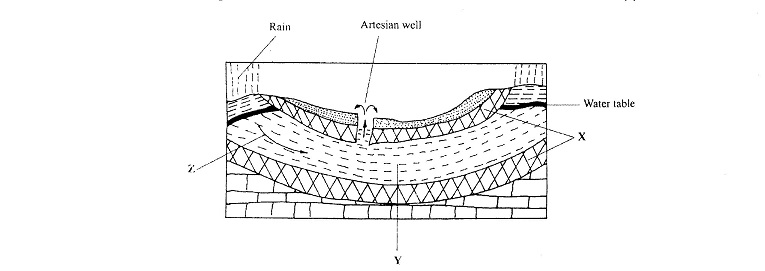 Rain
Artesian well
Water table
X
Z
Y